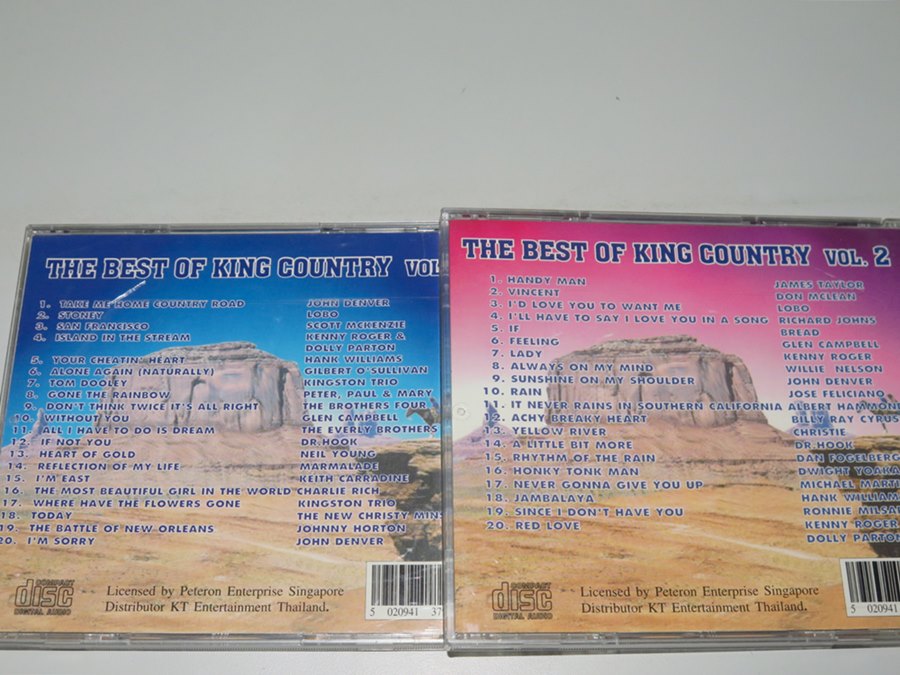 THE BEST OF KING COUNTRY VOL
1. TAKE ME HOME COUNTRY ROAD JOHN DENVER
2. STONEY LOBO
3. SAN FRANCISCO SCOTT MCKENZIE
4. ISLAND IN THE STREAM KENNY ROGER &
DOLLY PARTON
5. YOUR CHEATIN' HEART HANK WILLIAMS
6. ALONE AGAIN (NATURALLY) GILBERT O'SULLIVAN
7. TOM DOOLEY KINGSTON TRIO
8. GONE THE RAINBOW PETER, PAUL & MARY
9. DON'T THINK TWICE IT'S ALL RIGHT THE BROTHERS FOUR
10. WITHOUT YOU GLEN CAMPBELL
11. ALL I HAVE TO DO IS DREAM THE EVERLY BROTHERS
12. IF NOT YOU DR.HOOK
13. HEART OF GOLD NEIL YOUNG
14. REFLECTION OF MY LIFE MARMALADE
15. I'M EAST KEITH CARRADINE
16. THE MOST BEAUTIFUL GIRL IN THE WORLD CHARLIE RICH
17. WHERE HAVE THE FLOWERS GONE KINGSTON TRIO
18. TODAY THE NEW CHRISTY MINS
19. THE BATTLE OF NEW ORLEANS JOHNNY HORTON
20. I'M SORRY JOHN DENVER
COMPACT
disc
DIGITAL AUDIO
Licensed by Peteron Enterprise Singapore
Distributor KT Entertainment Thailand.
5 020941 37
THE BEST OF KING COUNTRY VOL. 2
1. HANDY MAN JAMES TAYLOR
2. VINCENT DON MCLEAN
3. I'D LOVE YOU TO WANT ME LOBO
4. I'LL HAVE TO SAY I LOVE YOU IN A SONG RICHARD JOHNS
5. IF BREAD
6. FEELING GLEN CAMPBELL
7. LADY KENNY ROGER
8. ALWAYS ON MY MIND WILLIE NELSON
9. SUNSHINE ON MY SHOULDER JOHN DENVER
10. RAIN JOSE FELICIANO
11. IT NEVER RAINS IN SOUTHERN CALIFORNIA ALBERT HAMMON
12. ACHY BREAKY HEART BILLY RAY CYRUS
13. YELLOW RIVER CHRISTIE
14. A LITTLE BIT MORE DR.HOOK
15. RHYTHM OF THE RAIN DAN FOGELBERG
16. HONKY TONK MAN DWIGHT YOAKA
17. NEVER GONNA GIVE YOU UP MICHAEL MARTI
18. JAMBALAYA HANK WILLIAMS
19. SINCE I DON'T HAVE YOU RONNIE MILSA
20. RED LOVE KENNY ROGER
DOLLY PARTON
COMPACT
disc
DIGITAL AUDIO
Licensed by Peteron Enterprise Singapore
Distributor KT Entertainment Thailand.
5 020941